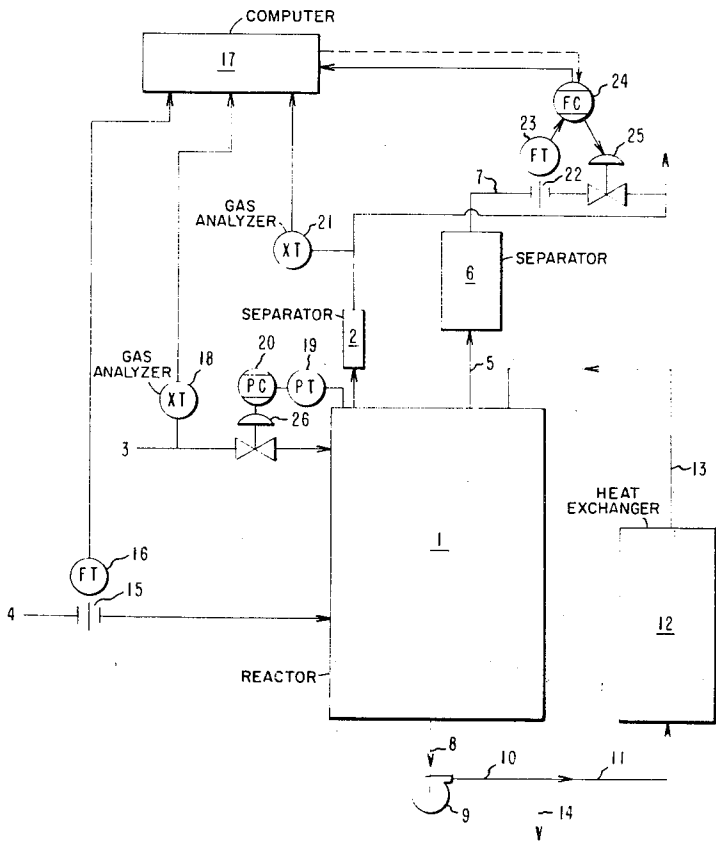 COMPUTER
17
24
FC
23
25
FT
22
7
GAS
ANALYZER
21
XT
6
SEPARATOR
SEPARATOR
2
20
19
5
GAS
ANALYZER
18
PC
PT
XT
26
3
13
HEAT
EXCHANGER
1
16
FT
15
4
12
REACTOR
8
10
11
9
14